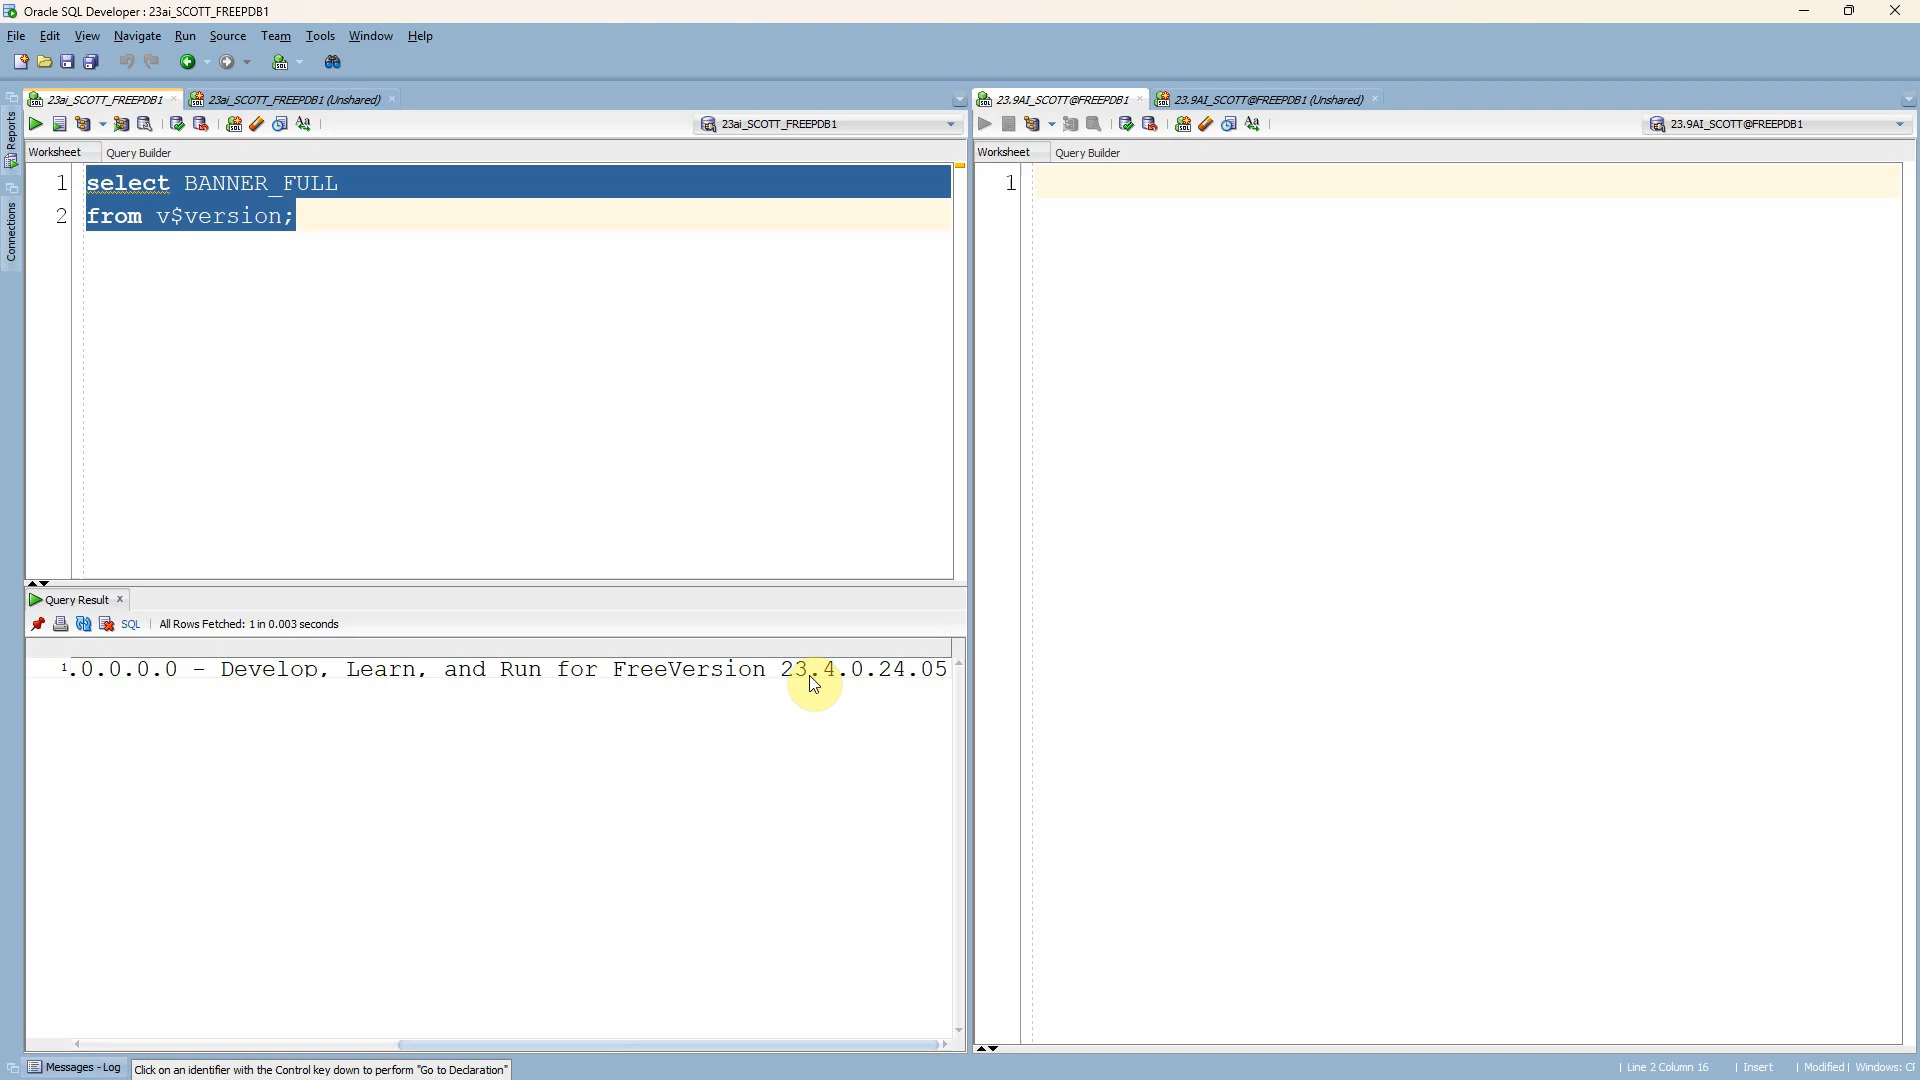 Oracle SQL Developer : 23ai_SCOTT_FREEPDB1
File Edit View Navigate Run Source Team Tools Window Help
Reports
Connections
23ai_SCOTT_FREEPDB1
23ai_SCOTT_FREEPDB1 (Unshared)
23ai_SCOTT_FREEPDB1
Worksheet Query Builder
1 select BANNER_FULL
2 from v$version;
Query Result
SQL All Rows Fetched: 1 in 0.003 seconds
1 .0.0.0.0 - Develop, Learn, and Run for FreeVersion 23.4.0.24.05
23.9AI_SCOTT@FREEPDB1
23.9AI_SCOTT@FREEPDB1 (Unshared)
23.9AI_SCOTT@FREEPDB1
Worksheet Query Builder
1
Messages - Log
Click on an identifier with the Control key down to perform "Go to Declaration"
Line 2 Column 16 Insert Modified Windows: